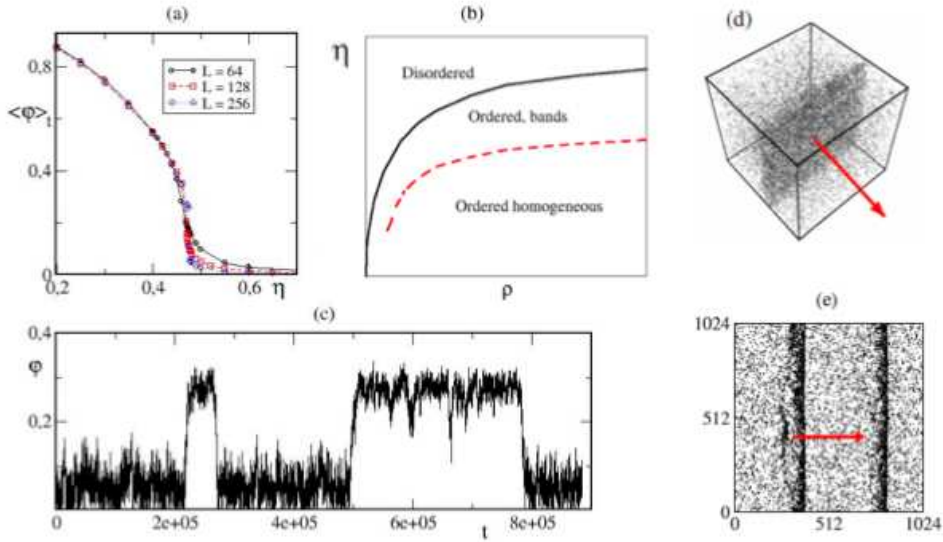 (a)
0,8
<φ>t
0,4
0
0,2
0,4
η
0,6
L = 64
L = 128
L = 256
(b)
η
Disordered
Ordered, bands
Ordered homogeneous
ρ
(d)
(c)
0,4
φ
0,2
0
2e+05
4e+05
t
6e+05
8e+05
(e)
1024
512
0
0
512
1024